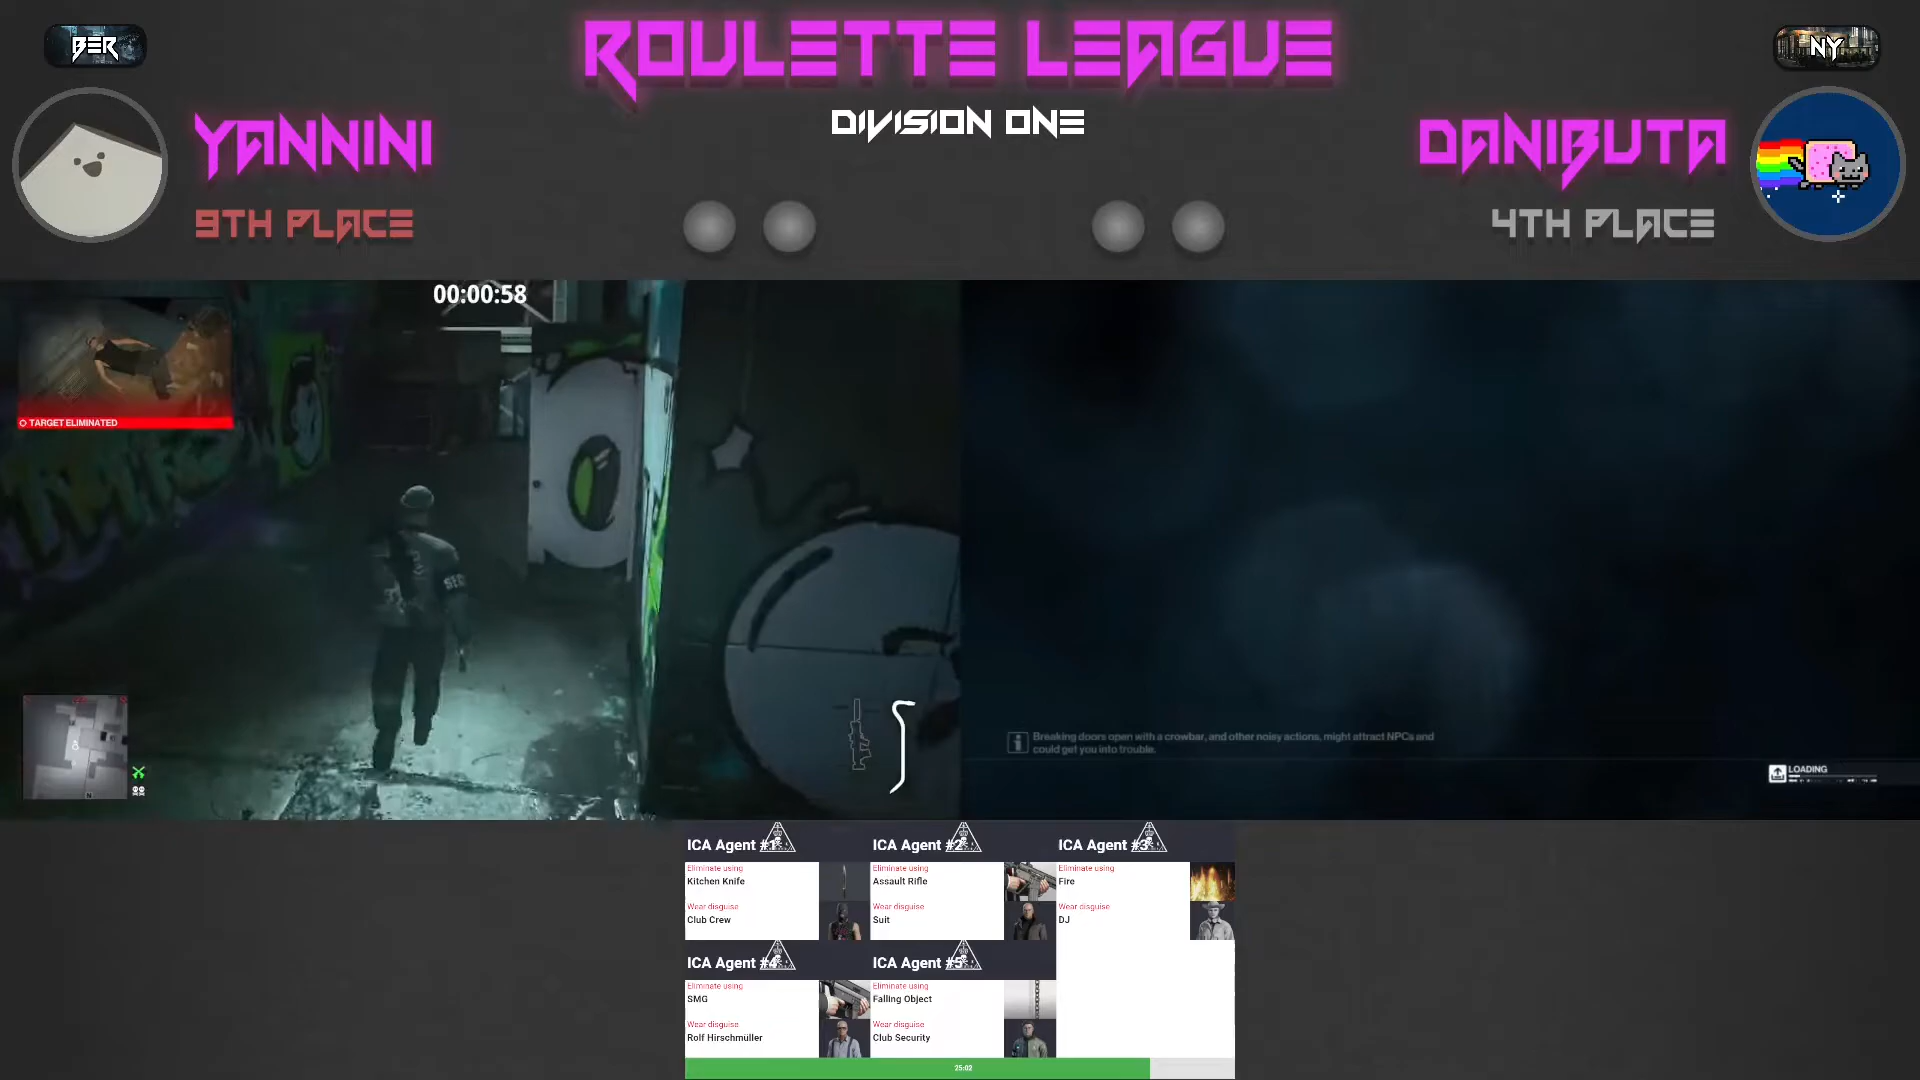 BER
ROULETTE LEAGUE
NY
DIVISION ONE
YANNINI
DANIBUTA
9TH PLACE
4TH PLACE
00:00:58
TARGET ELIMINATED
SEC
N
Breaking doors open with a crowbar, and other noisy actions, might attract NPCs and
could get you into trouble.
LOADING
ICA Agent #1
ICA Agent #2
ICA Agent #3
Eliminate using
Eliminate using
Eliminate using
Kitchen Knife
Assault Rifle
Fire
Wear disguise
Wear disguise
Wear disguise
Club Crew
Suit
DJ
ICA Agent #4
ICA Agent #5
Eliminate using
Eliminate using
SMG
Falling Object
Wear disguise
Wear disguise
Rolf Hirschmüller
Club Security
25:02